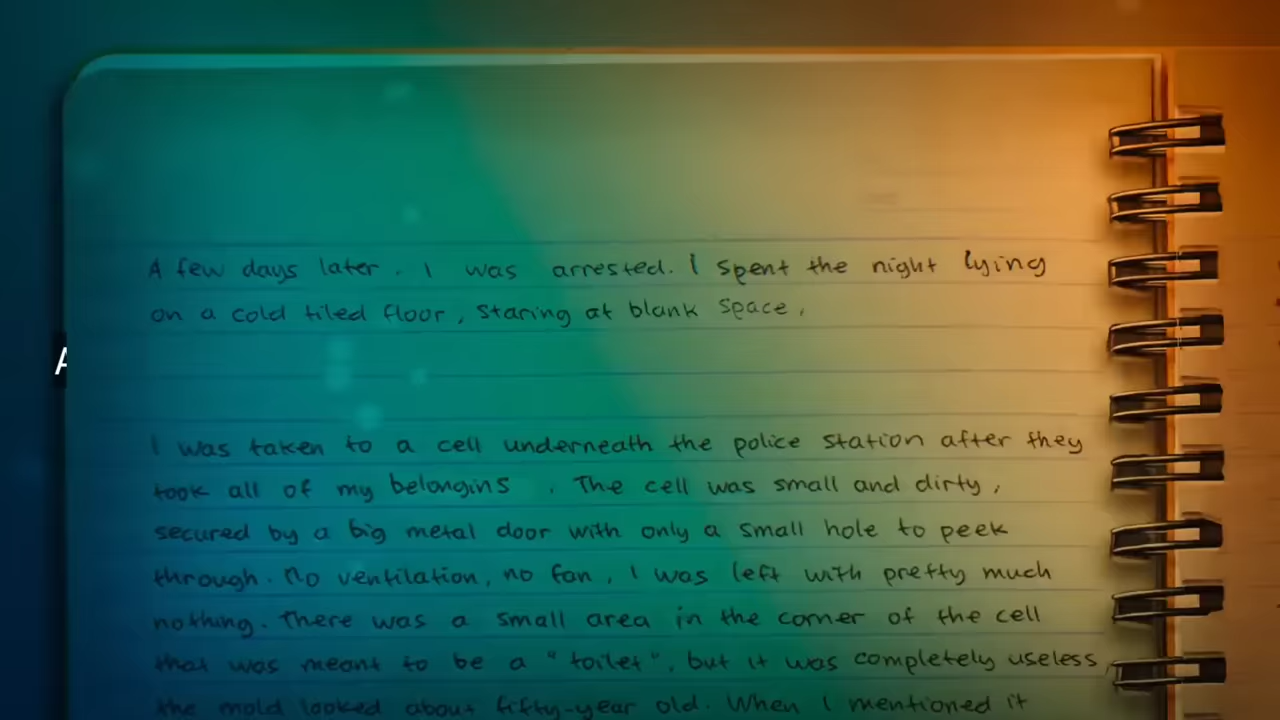 A few days later. I was arrested. I spent the night lying
on a cold tiled floor, staring at blank space.
A
I was taken to a cell underneath the police station after they
took all of my belongins. The cell was small and dirty,
secured by a big metal door with only a small hole to peek
through. No ventilation, no fan, I was left with pretty much
nothing. There was a small area in the corner of the cell
that was meant to be a "toilet", but it was completely useless,
the mold looked about fifty-year old. When I mentioned it